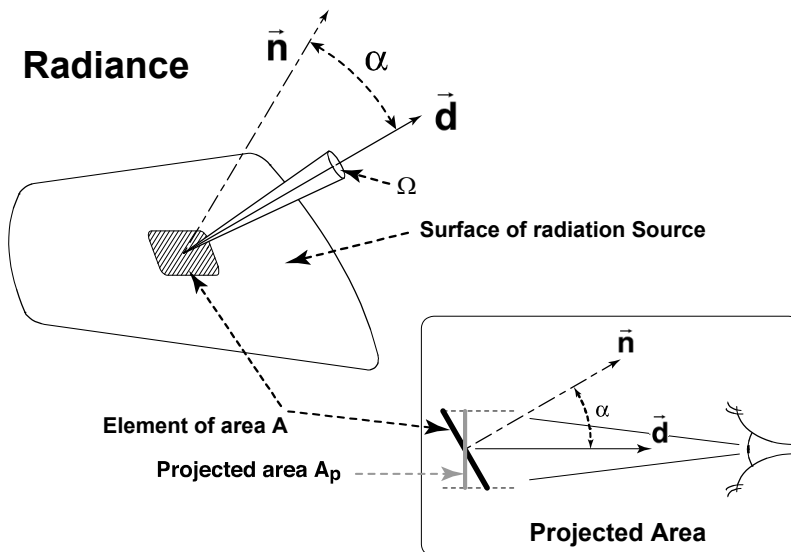 Radiance
n
α
d
Ω
Surface of radiation Source
Element of area A
Projected area Ap
n
α
d
Projected Area